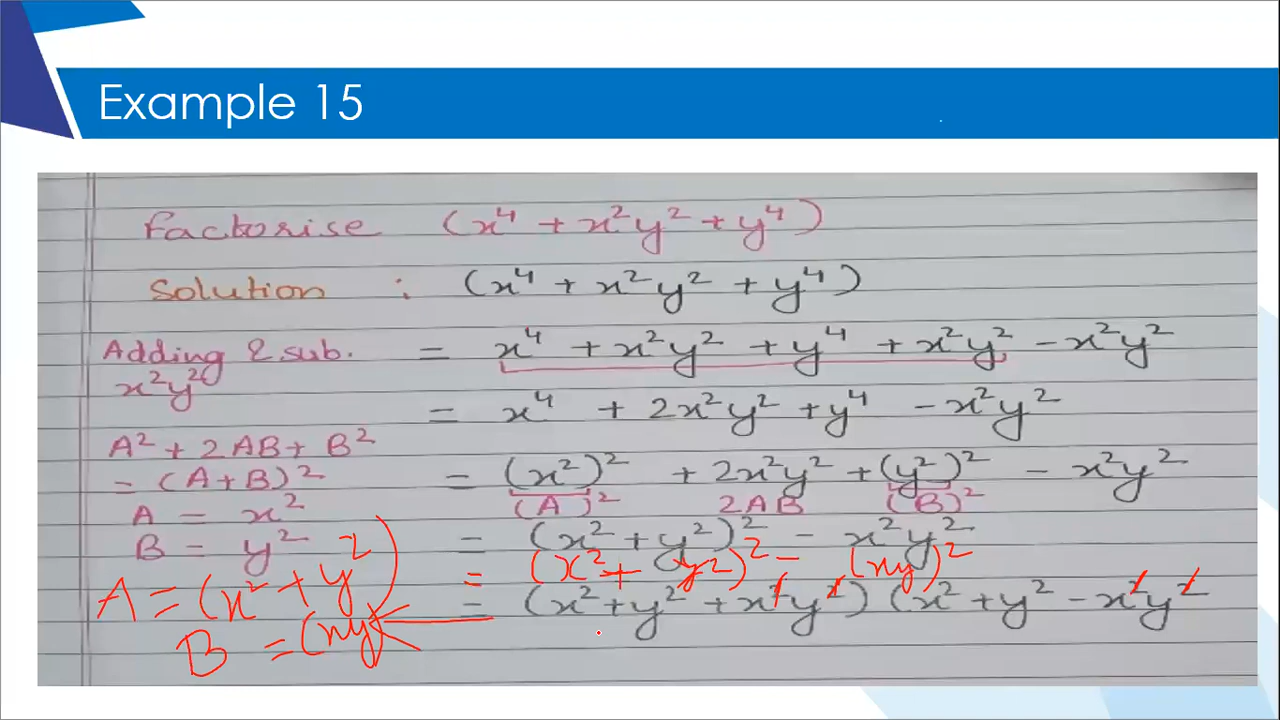 Example 15
Factorise (x⁴ + x²y² + y⁴)
Solution : (x⁴ + x²y² + y⁴)
Adding & sub. x²y² = x⁴ + x²y² + y⁴ + x²y² - x²y²
= x⁴ + 2x²y² + y⁴ - x²y²
A² + 2AB + B²
= (A+B)² = (x²)² + 2x²y² + (y²)² - x²y²
A = x² (A)² 2AB (B)²
B = y² = (x² + y²)² - x²y²
= (x² + y²)² - (xy)²
A = (x² + y²) = (x² + y² + x²y²) (x² + y² - x²y²)
B = (xy)